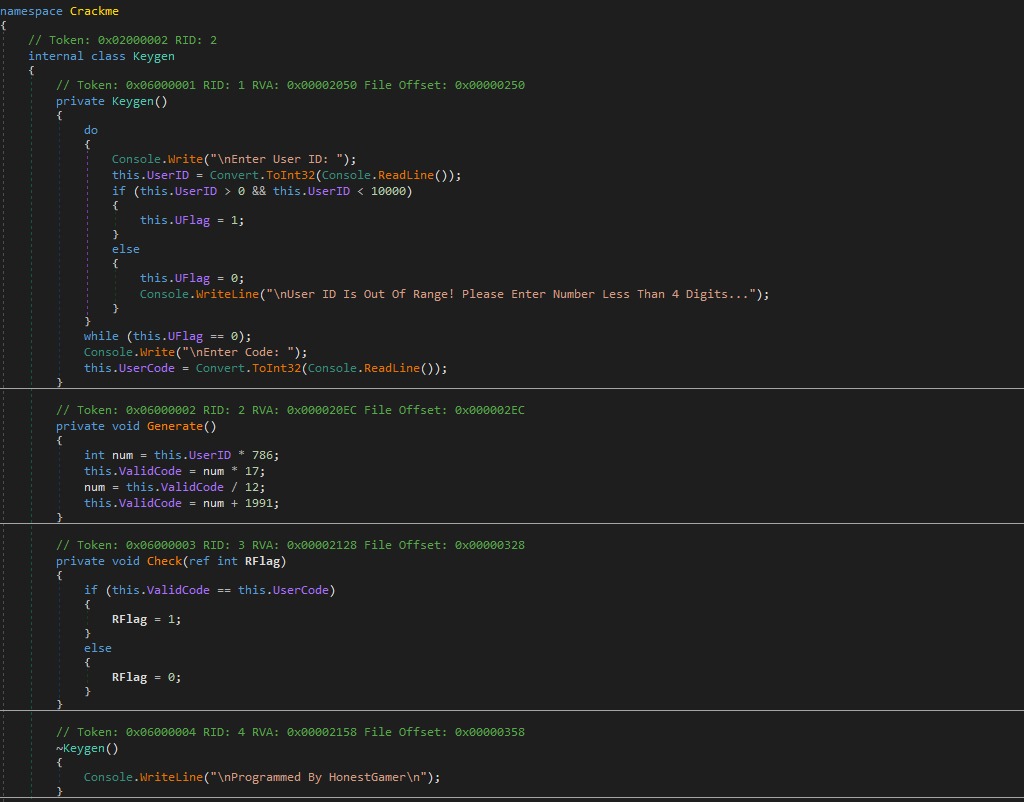 namespace Crackme
{
// Token: 0x02000002 RID: 2
internal class Keygen
{
// Token: 0x06000001 RID: 1 RVA: 0x00002050 File Offset: 0x00000250
private Keygen()
{
do
{
Console.Write("\nEnter User ID: ");
this.UserID = Convert.ToInt32(Console.ReadLine());
if (this.UserID > 0 && this.UserID < 10000)
{
this.UFlag = 1;
}
else
{
this.UFlag = 0;
Console.WriteLine("\nUser ID Is Out Of Range! Please Enter Number Less Than 4 Digits...");
}
}
while (this.UFlag == 0);
Console.Write("\nEnter Code: ");
this.UserCode = Convert.ToInt32(Console.ReadLine());
}
// Token: 0x06000002 RID: 2 RVA: 0x000020EC File Offset: 0x000002EC
private void Generate()
{
int num = this.UserID * 786;
this.ValidCode = num * 17;
num = this.ValidCode / 12;
this.ValidCode = num + 1991;
}
// Token: 0x06000003 RID: 3 RVA: 0x00002128 File Offset: 0x00000328
private void Check(ref int RFlag)
{
if (this.ValidCode == this.UserCode)
{
RFlag = 1;
}
else
{
RFlag = 0;
}
}
// Token: 0x06000004 RID: 4 RVA: 0x00002158 File Offset: 0x00000358
~Keygen()
{
Console.WriteLine("\nProgrammed By HonestGamer\n");
}